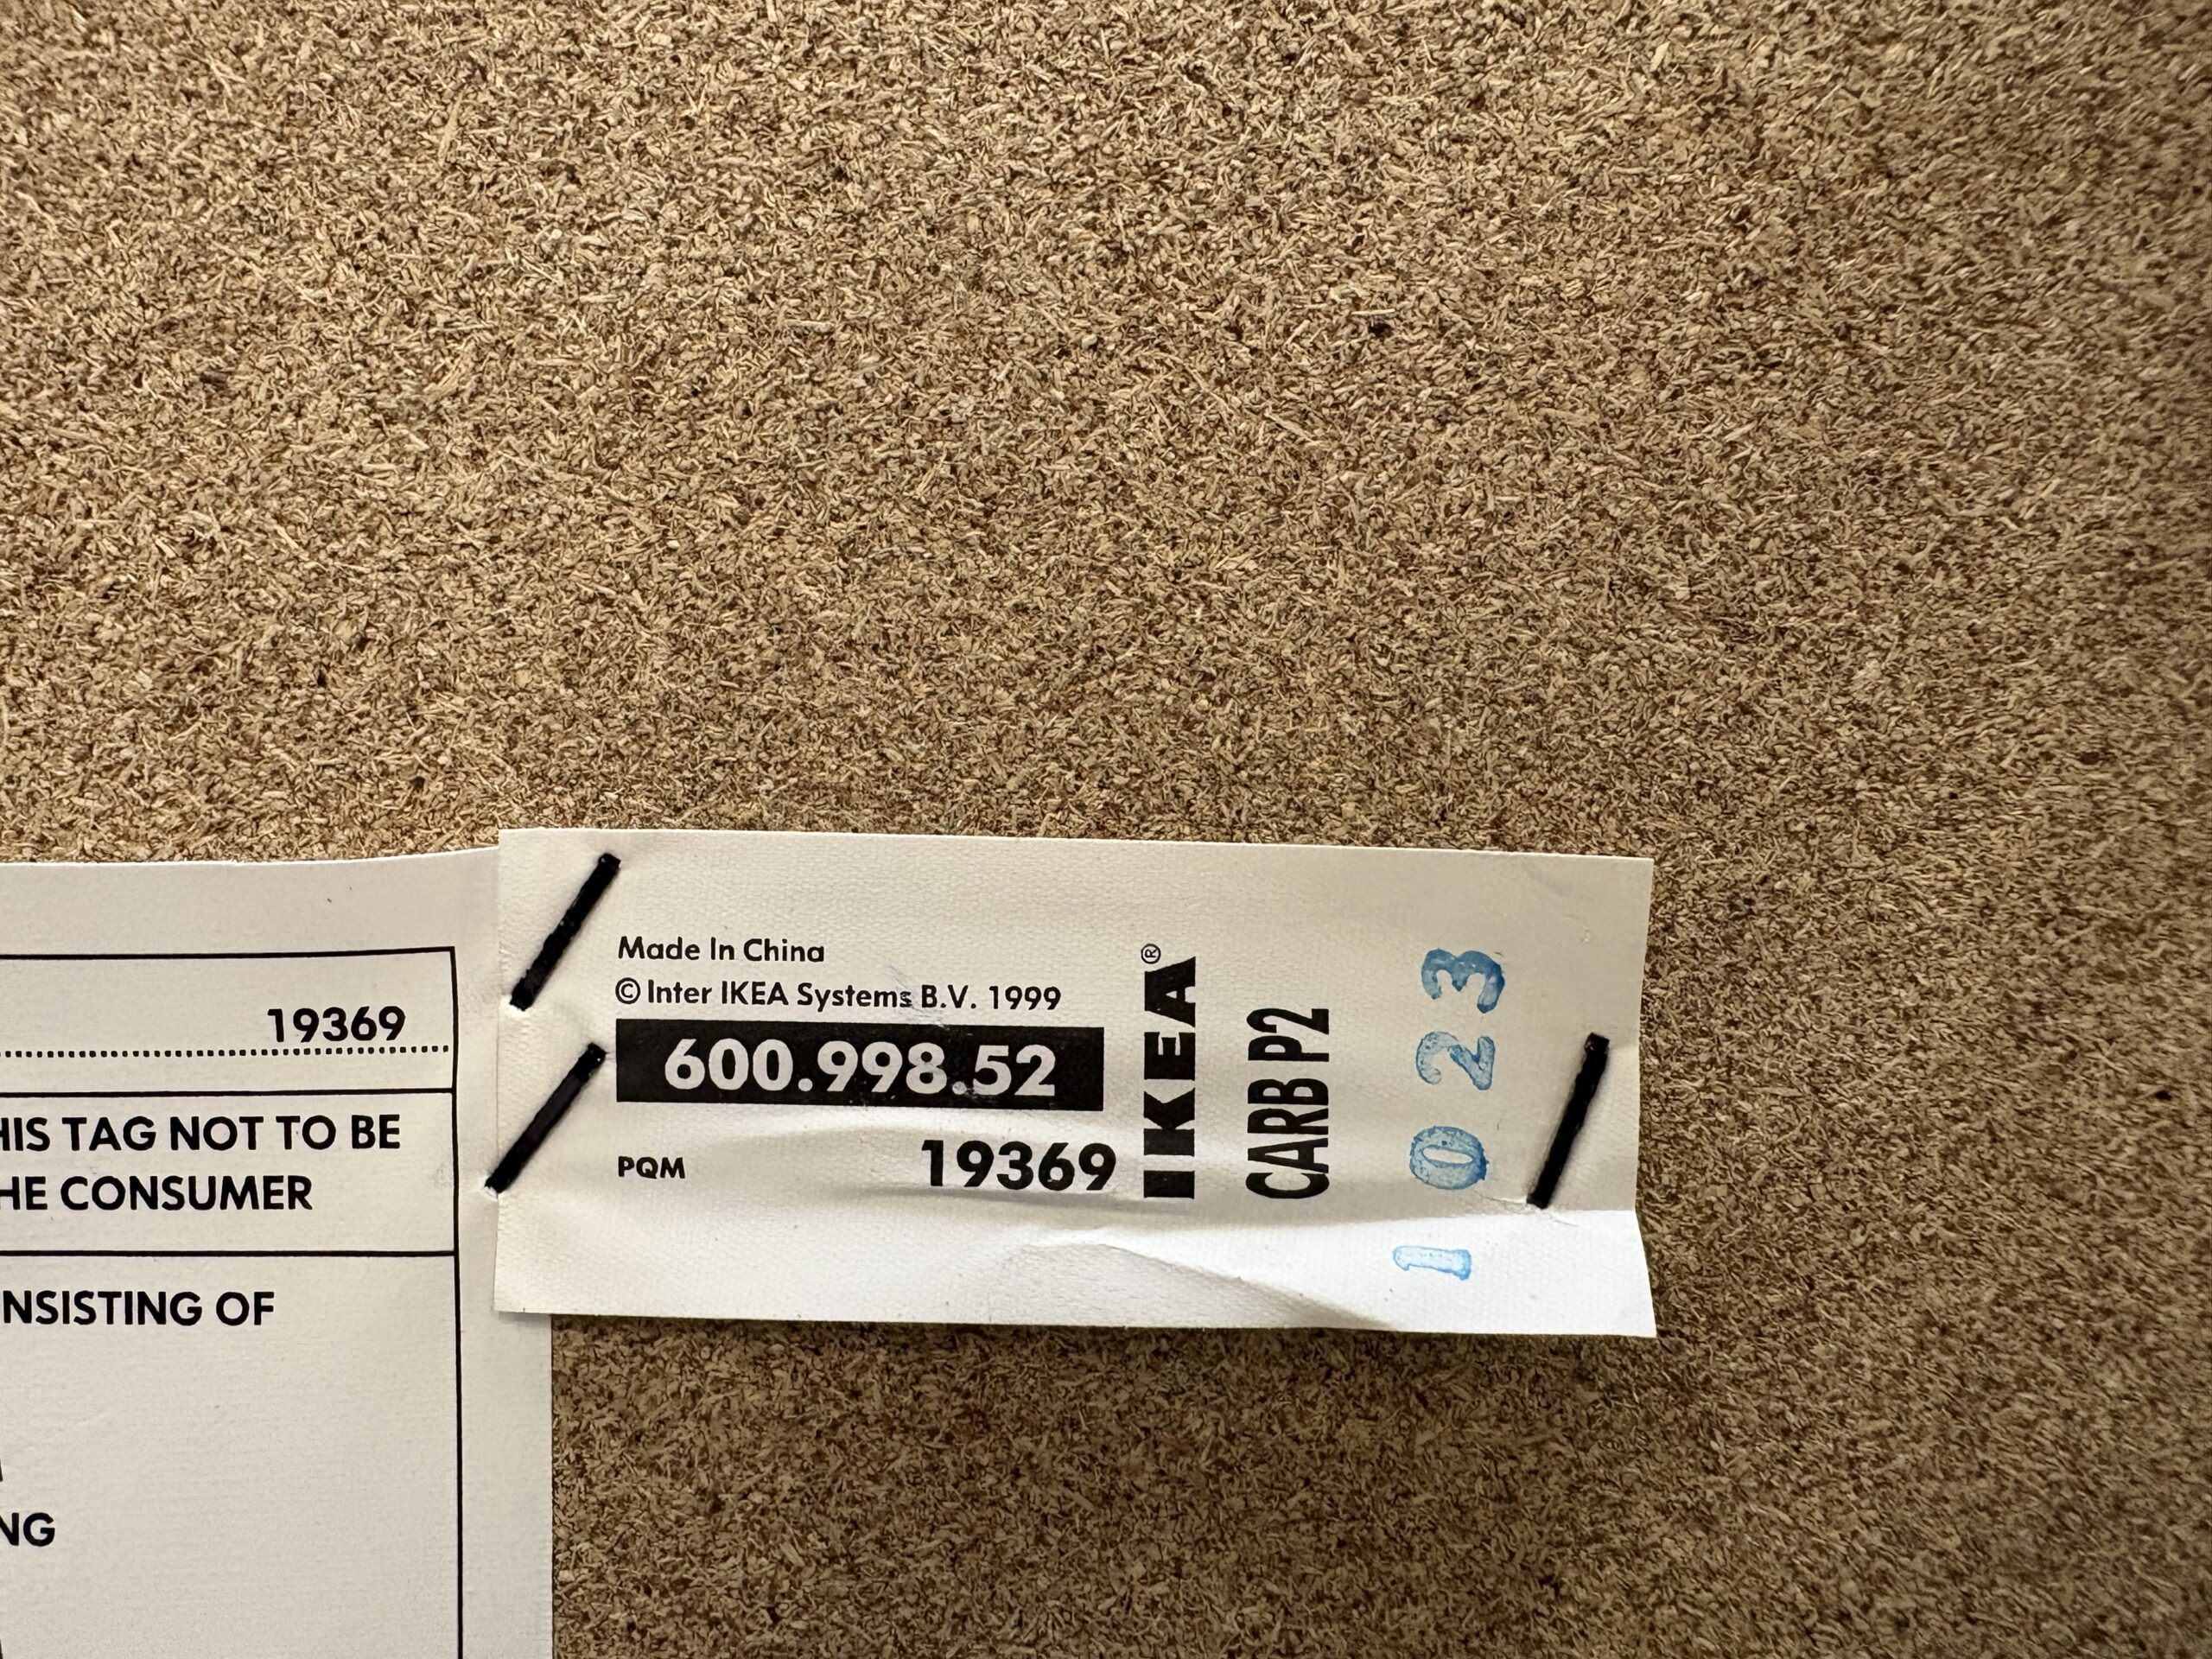 19369
HIS TAG NOT TO BE
HE CONSUMER
NSISTING OF
NG
Made In China
© Inter IKEA Systems B.V. 1999
600.998.52
PQM 19369
IKEA®
CARB P2
1023